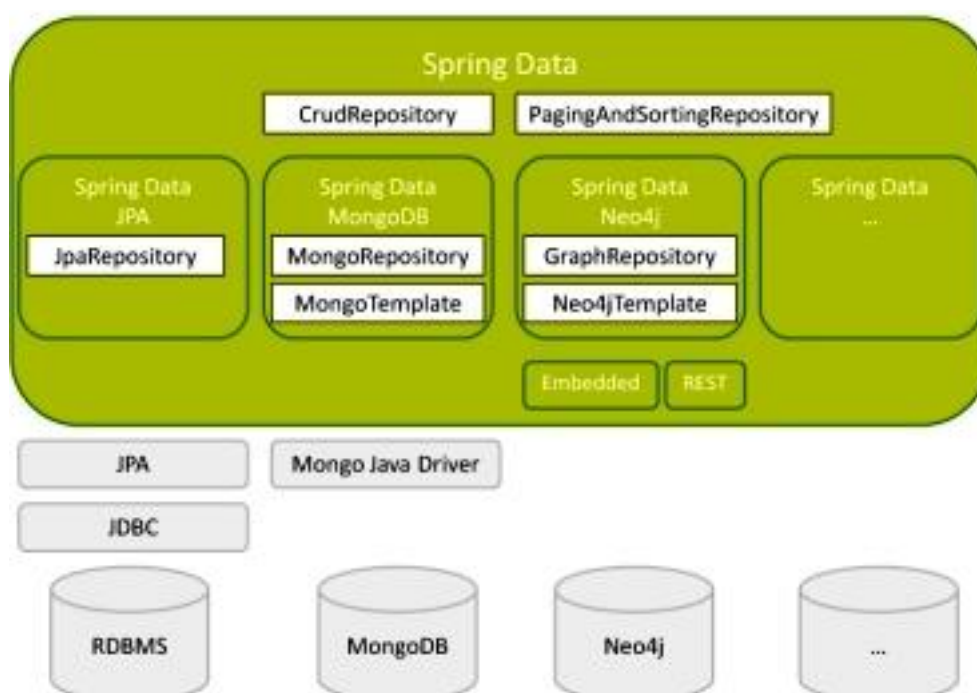 Spring Data
CrudRepository
PagingAndSortingRepository
Spring Data
JPA
JpaRepository
Spring Data
MongoDB
MongoRepository
MongoTemplate
Spring Data
Neo4j
GraphRepository
Neo4jTemplate
Spring Data
...
Embedded
REST
JPA
Mongo Java Driver
JDBC
RDBMS
MongoDB
Neo4j
...